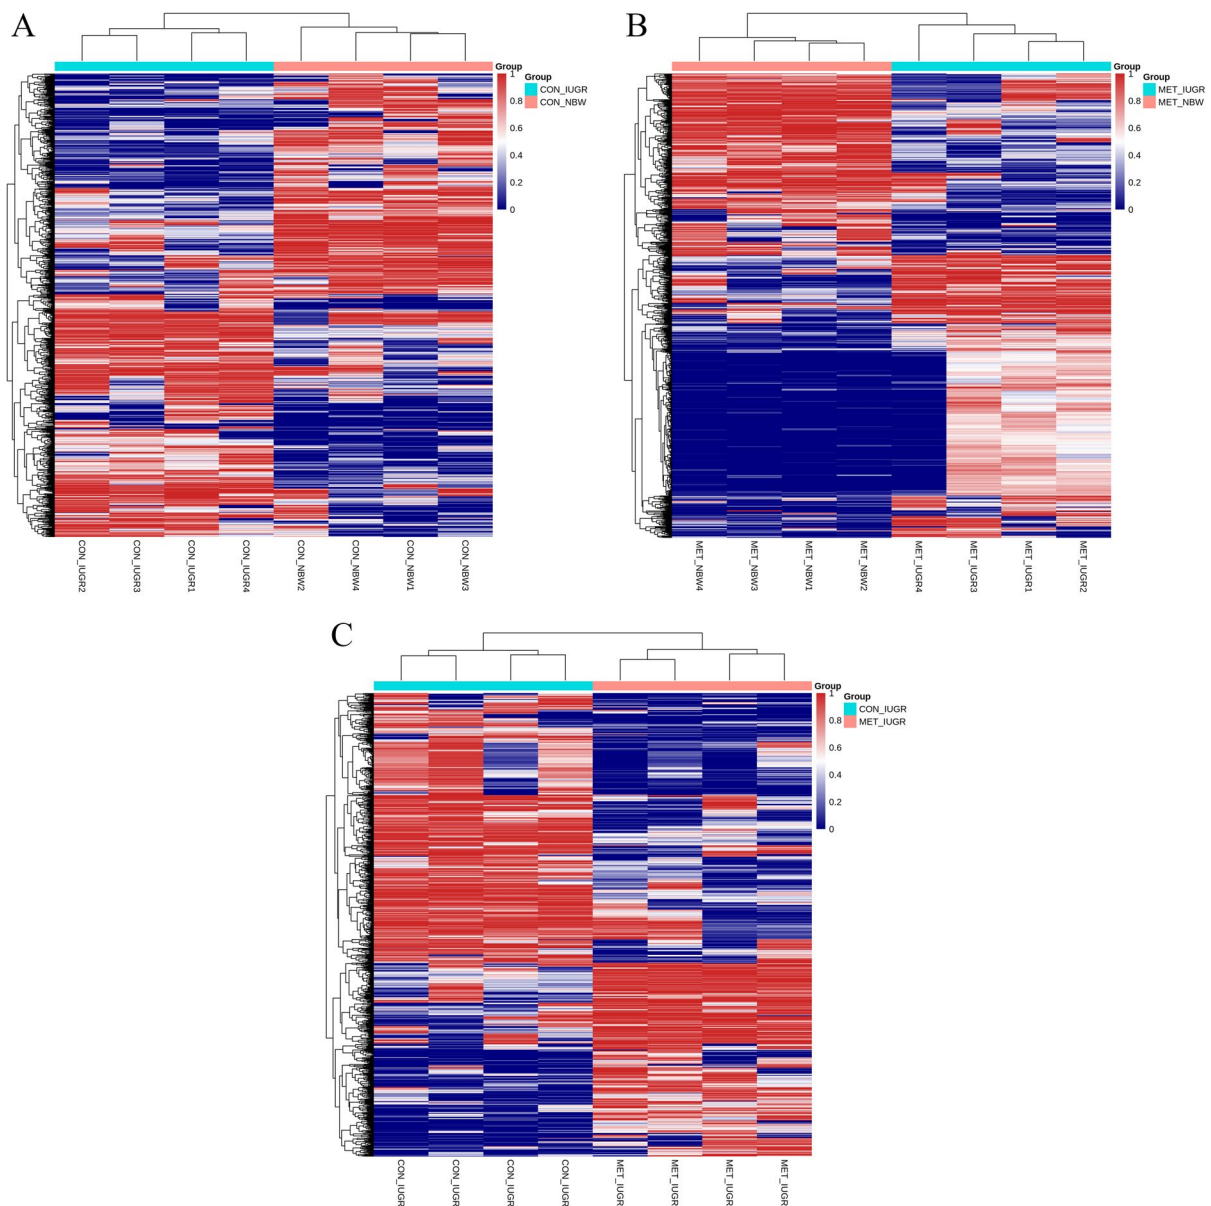 A
Group
1
0.8
0.6
0.4
0.2
0
Group
CON_IUGR
CON_NBW
CON_IUGR2
CON_IUGR3
CON_IUGR1
CON_IUGR4
CON_NBW2
CON_NBW4
CON_NBW1
CON_NBW3
B
Group
1
0.8
0.6
0.4
0.2
0
Group
MET_IUGR
MET_NBW
MET_NBW4
MET_NBW3
MET_NBW1
MET_NBW2
MET_IUGR4
MET_IUGR3
MET_IUGR1
MET_IUGR2
C
Group
1
0.8
0.6
0.4
0.2
0
Group
CON_IUGR
MET_IUGR
CON_IUGR
CON_IUGR
CON_IUGR
CON_IUGR
MET_IUGR
MET_IUGR
MET_IUGR
MET_IUGR